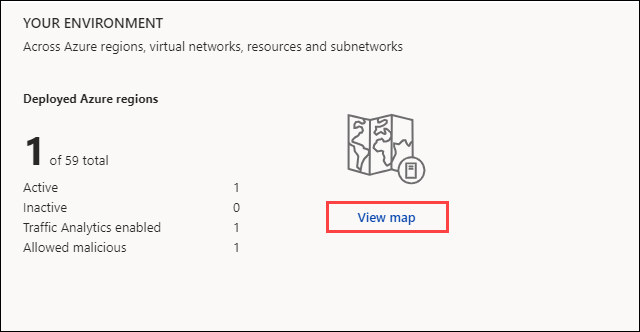 YOUR ENVIRONMENT
Across Azure regions, virtual networks, resources and subnetworks
Deployed Azure regions
1 of 59 total
Active 1
Inactive 0
Traffic Analytics enabled 1
Allowed malicious 1
View map